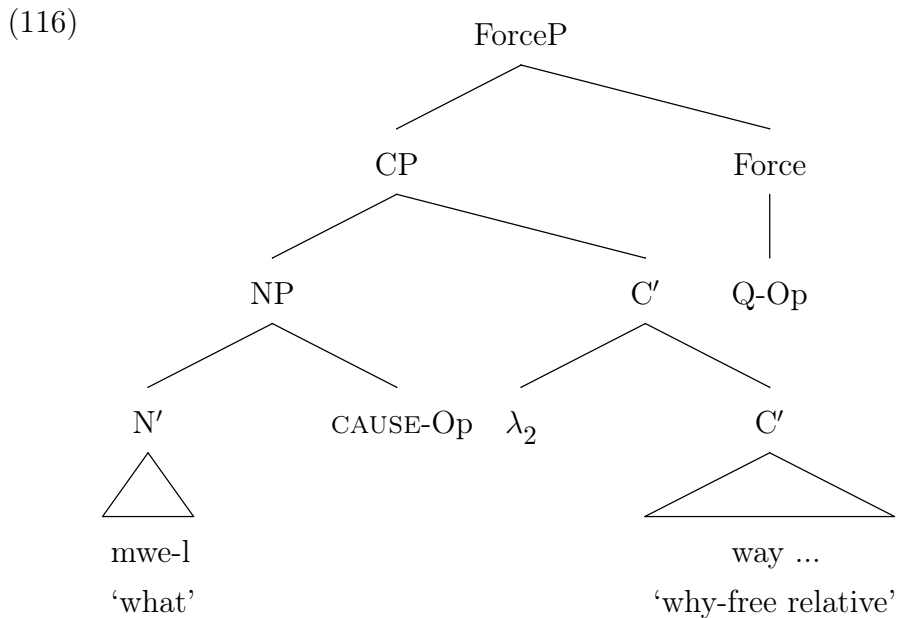 (116)
ForceP
CP Force
NP C′ Q-Op
N′ CAUSE-Op λ₂ C′
mwe-l way ...
‘what’ ‘why-free relative’